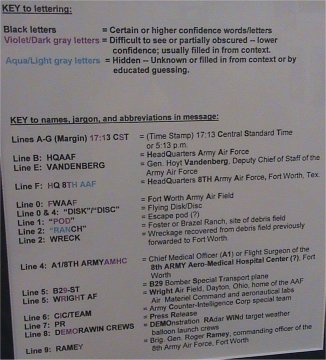 KEY to lettering:
Black letters = Certain or higher confidence words/letters
Violet/Dark gray letters = Difficult to see or partially obscured -- lower
confidence; usually filled in from context.
Aqua/Light gray letters = Hidden -- Unknown or filled in from context or by
educated guessing.
KEY to names, jargon, and abbreviations in message:
Lines A-G (Margin) 17:13 CST = (Time Stamp) 17:13 Central Standard Time
or 5:13 p.m.
Line B: HQAAF = HeadQuarters Army Air Force
Line E: VANDENBERG = Gen. Hoyt Vandenberg, Deputy Chief of Staff of the
Army Air Force
Line F: HQ 8TH AAF = HeadQuarters 8TH Army Air Force, Fort Worth, Tex.
Line 0: FWAAF = Fort Worth Army Air Field
Line 0 & 4: "DISK"/"DISC" = Flying Disk/Disc
Line 1: "POD" = Escape pod (?)
Line 2: "RANCH" = Foster or Brazel Ranch, site of debris field
Line 2: WRECK = Wreckage recovered from debris field previously
forwarded to Fort Worth
Line 4: A1/8TH ARMYAMHC = Chief Medical Officer (A1) or Flight Surgeon of the
8th ARMY Aero-Medical Hospital Center (?), Fort
Worth
Line 5: B29-ST = B29 Bomber Special Transport plane
Line 5: WRIGHT AF = Wright Air Field, Dayton, Ohio, home of the AAF
Air Materiel Command and aeronautical labs
Line 6: CIC/TEAM = Army Counter-Intelligence Corp special team
Line 7: PR = Press Release
Line 8: DEMORAWIN CREWS = DEMOnstration RAdar WINd target weather
balloon launch crews
Line 9: RAMEY = Brig. Gen. Roger Ramey, commanding officer of the
8th Army Air Force, Fort Worth